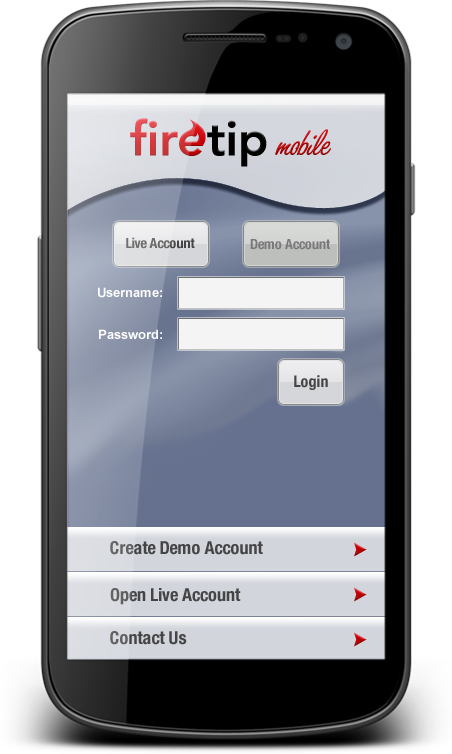 firetip mobile
Live Account Demo Account
Username:
Password:
Login
Create Demo Account
Open Live Account
Contact Us